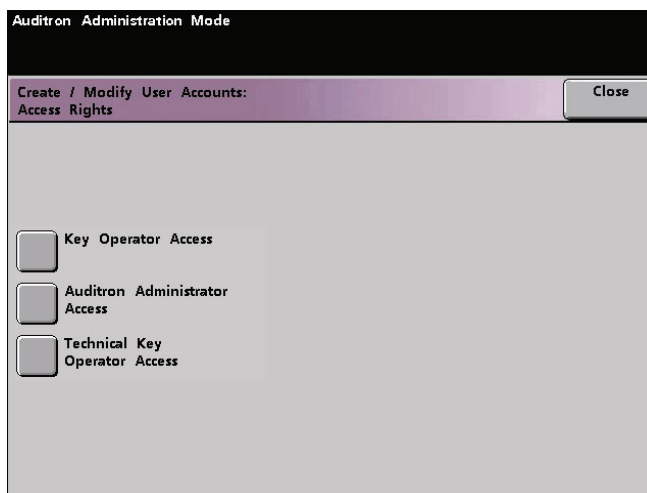 Auditron Administration Mode
Create / Modify User Accounts:
Access Rights
Close
Key Operator Access
Auditron Administrator
Access
Technical Key
Operator Access